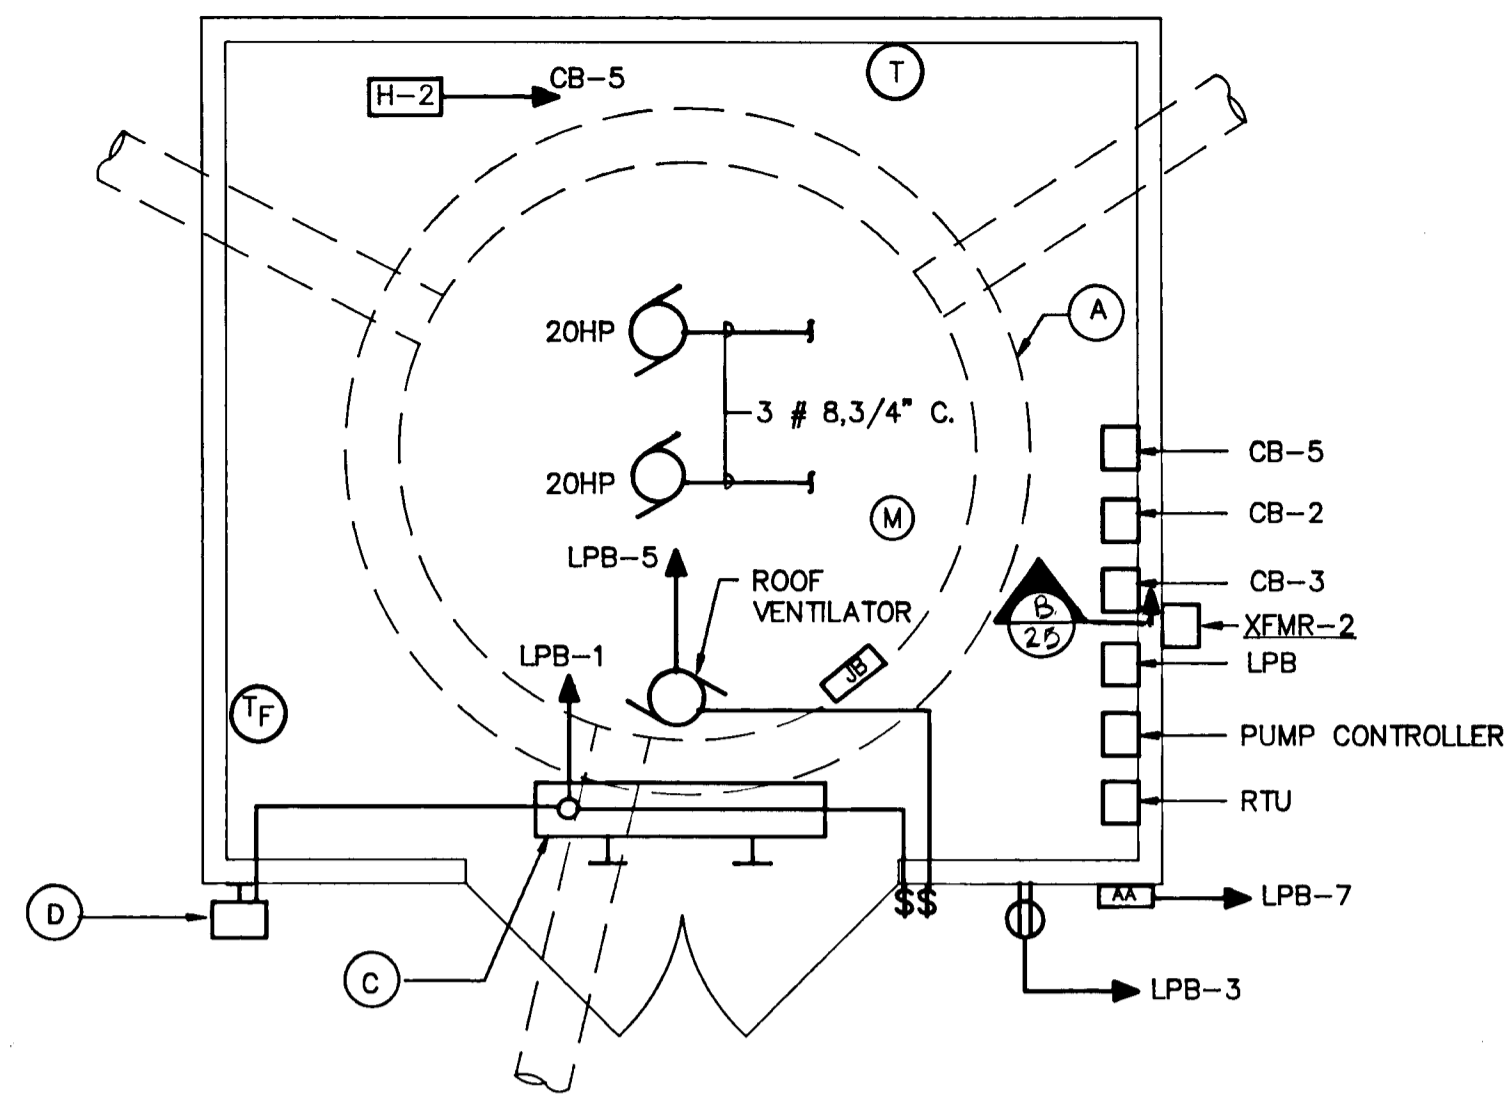 CB-5
T
H-2
A
20HP
3 # 8,3/4" C.
CB-5
20HP
CB-2
M
LPB-5
ROOF
VENTILATOR
CB-3
B
25
XFMR-2
LPB-1
JB
LPB
TF
PUMP CONTROLLER
RTU
D
$$
AA
LPB-7
C
LPB-3